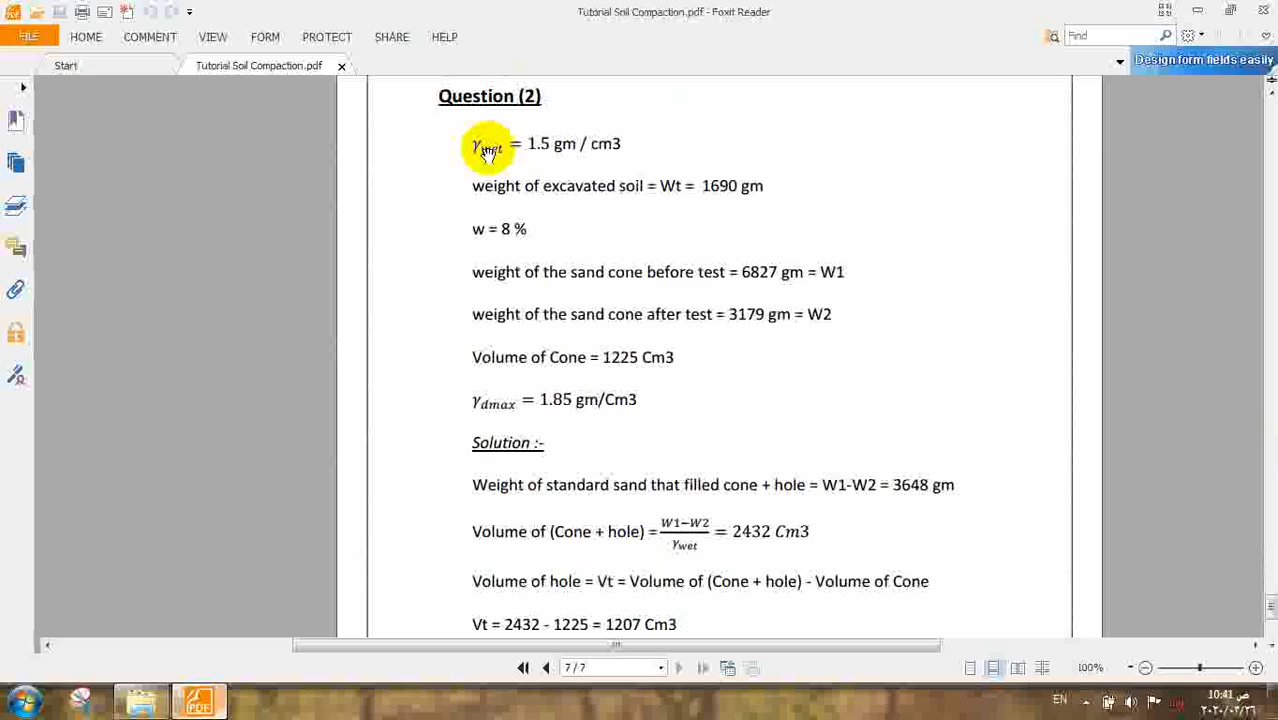 Tutorial Soil Compaction.pdf - Foxit Reader
FILE HOME COMMENT VIEW FORM PROTECT SHARE HELP
Find
Start Tutorial Soil Compaction.pdf x
Design form fields easily
Question (2)
γwet = 1.5 gm / cm3
weight of excavated soil = Wt = 1690 gm
w = 8 %
weight of the sand cone before test = 6827 gm = W1
weight of the sand cone after test = 3179 gm = W2
Volume of Cone = 1225 Cm3
γdmax = 1.85 gm/Cm3
Solution :-
Weight of standard sand that filled cone + hole = W1-W2 = 3648 gm
Volume of (Cone + hole) = W1−W2 / γwet = 2432 Cm3
Volume of hole = Vt = Volume of (Cone + hole) - Volume of Cone
Vt = 2432 - 1225 = 1207 Cm3
7 / 7
100%
PDF
EN
10:41 ص
٢٠٢٠/٠٣/٢٦